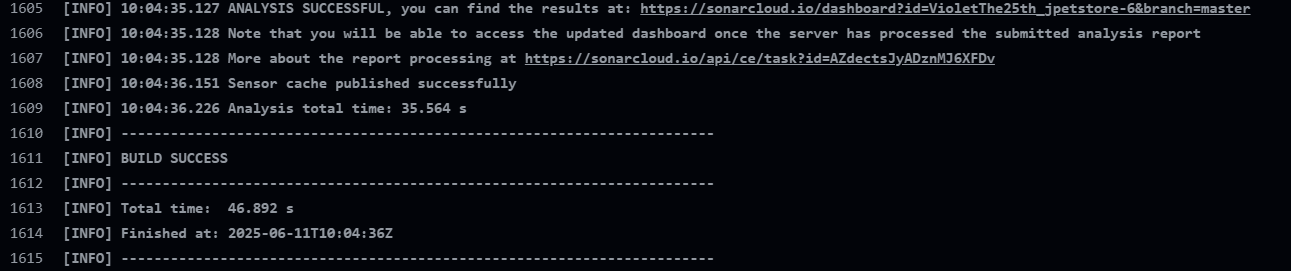 1605 [INFO] 10:04:35.127 ANALYSIS SUCCESSFUL, you can find the results at: https://sonarcloud.io/dashboard?id=VioletThe25th_jpetstore-6&branch=master
1606 [INFO] 10:04:35.128 Note that you will be able to access the updated dashboard once the server has processed the submitted analysis report
1607 [INFO] 10:04:35.128 More about the report processing at https://sonarcloud.io/api/ce/task?id=AZdectsJyADznMJ6XFDv
1608 [INFO] 10:04:36.151 Sensor cache published successfully
1609 [INFO] 10:04:36.226 Analysis total time: 35.564 s
1610 [INFO] ------------------------------------------------------------------------
1611 [INFO] BUILD SUCCESS
1612 [INFO] ------------------------------------------------------------------------
1613 [INFO] Total time:  46.892 s
1614 [INFO] Finished at: 2025-06-11T10:04:36Z
1615 [INFO] ------------------------------------------------------------------------